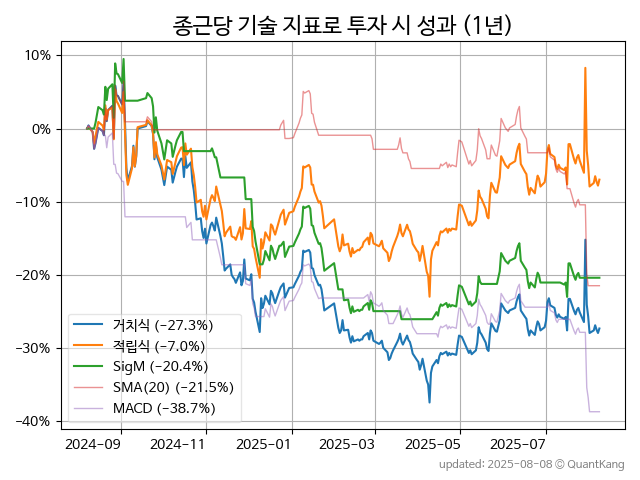 종근당 기술 지표로 투자 시 성과 (1년)
10%
0%
−10%
−20%
−30%
−40%
거치식 (−27.3%)
적립식 (−7.0%)
SigM (−20.4%)
SMA(20) (−21.5%)
MACD (−38.7%)
2024-09 2024-11 2025-01 2025-03 2025-05 2025-07
updated: 2025-08-08 © QuantKang